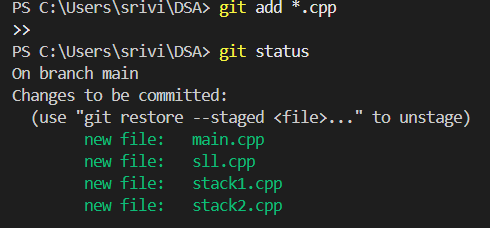 PS C:\Users\srivi\DSA> git add *.cpp
>>
PS C:\Users\srivi\DSA> git status
On branch main
Changes to be committed:
  (use "git restore --staged <file>..." to unstage)
        new file:   main.cpp
        new file:   sll.cpp
        new file:   stack1.cpp
        new file:   stack2.cpp